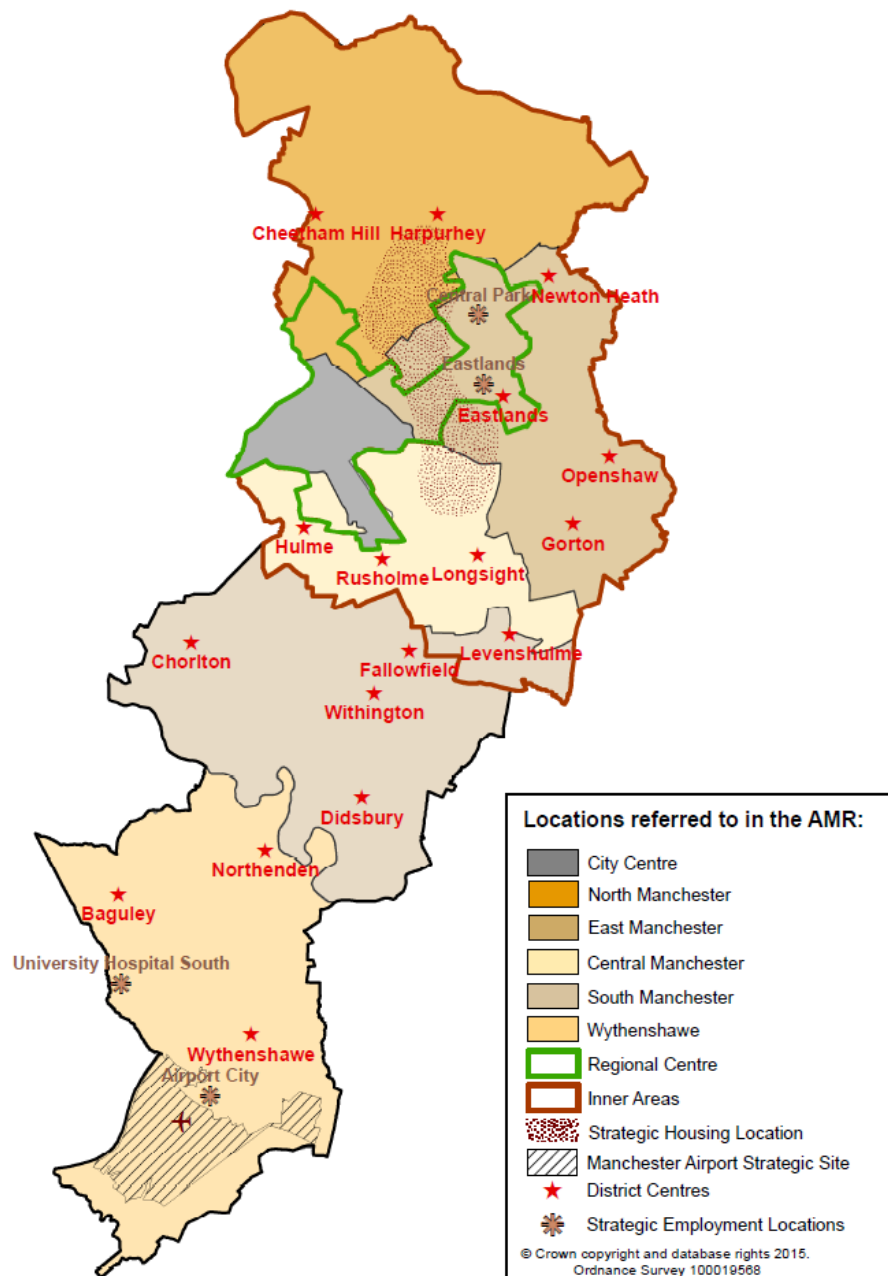 Cheetham Hill
Harpurhey
Central Park
Newton Heath
Eastlands
Eastlands
Openshaw
Hulme
Gorton
Rusholme
Longsight
Chorlton
Levenshulme
Fallowfield
Withington
Didsbury
Northenden
Baguley
University Hospital South
Wythenshawe
Airport City
Locations referred to in the AMR:
City Centre
North Manchester
East Manchester
Central Manchester
South Manchester
Wythenshawe
Regional Centre
Inner Areas
Strategic Housing Location
Manchester Airport Strategic Site
District Centres
Strategic Employment Locations
© Crown copyright and database rights 2015.
Ordnance Survey 100019568